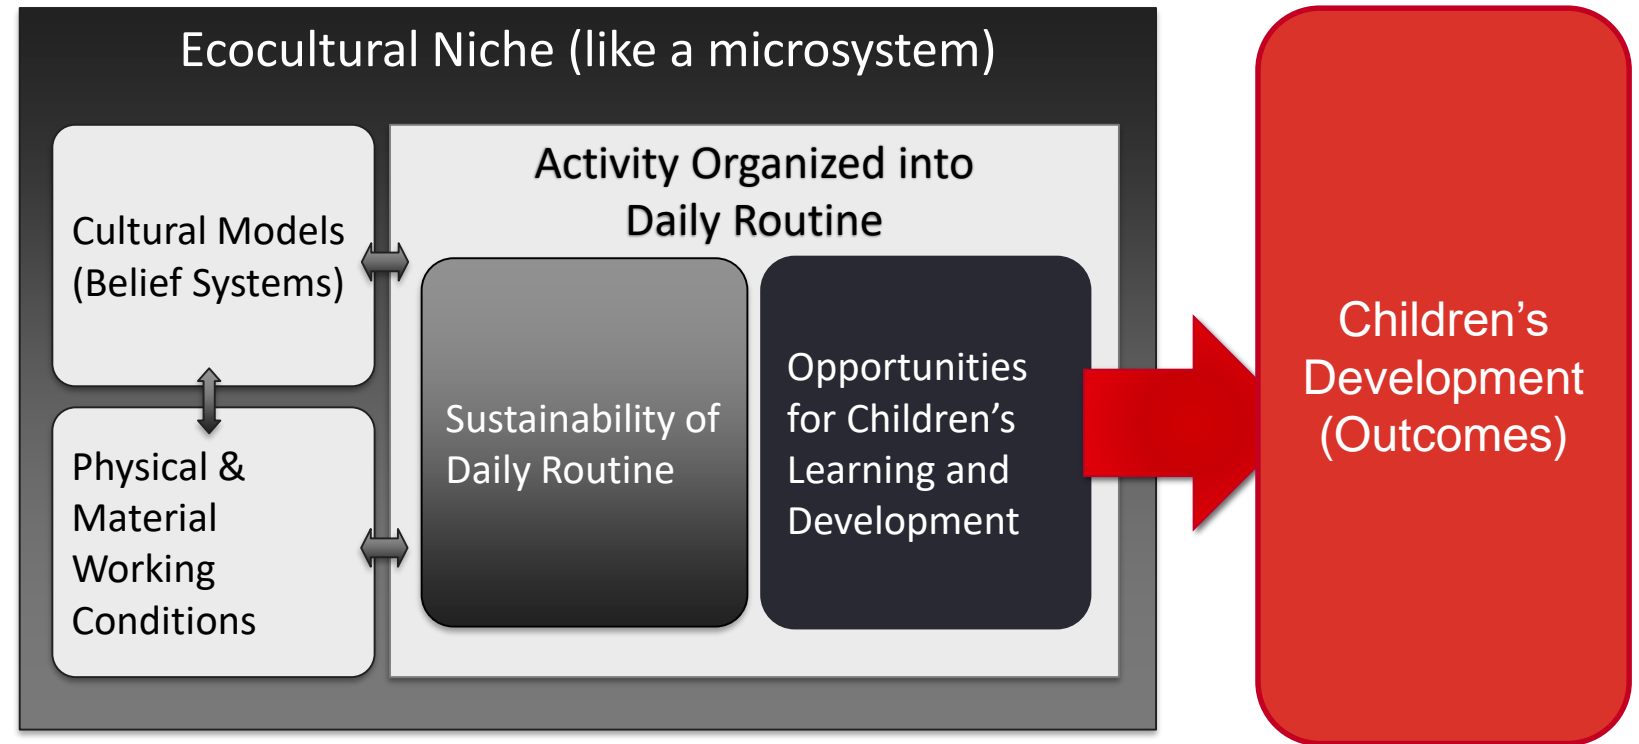 Ecocultural Niche (like a microsystem)
Cultural Models
(Belief Systems)
Physical &
Material
Working
Conditions
Activity Organized into
Daily Routine
Sustainability of
Daily Routine
Opportunities
for Children’s
Learning and
Development
Children’s
Development
(Outcomes)